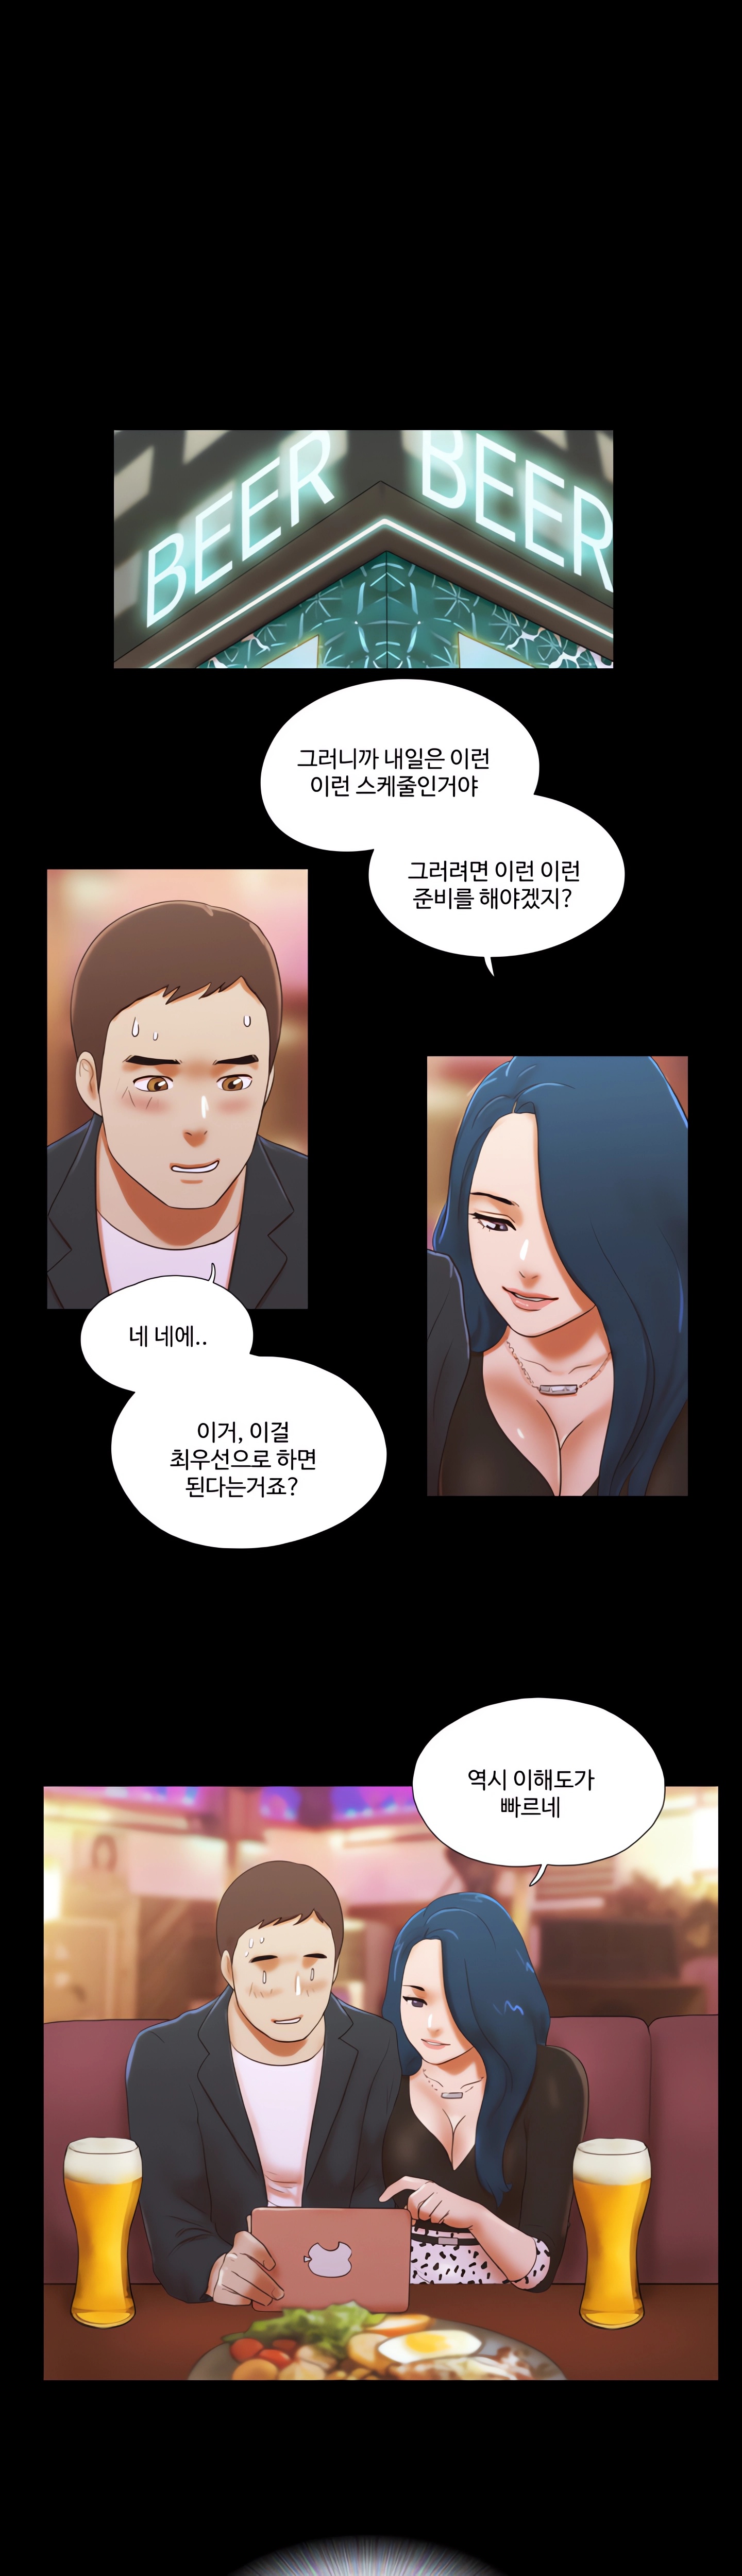 BEER
BEER
그러니까 내일은 이런
이런 스케줄인거야
그러려면 이런 이런
준비를 해야겠지?
네 네에..
이거, 이걸
최우선으로 하면
된다는거죠?
역시 이해도가
빠르네